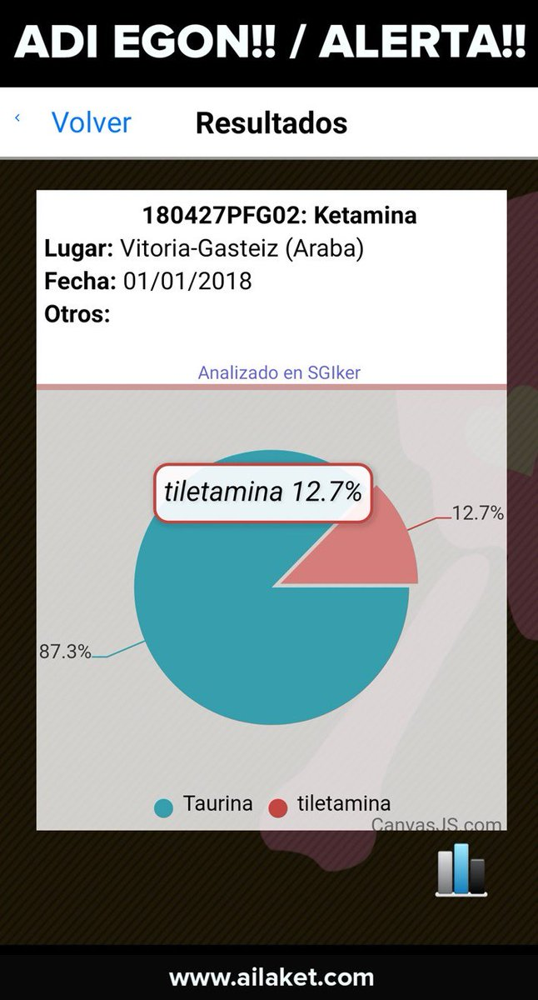 ADI EGON!! / ALERTA!!
Volver Resultados
180427PFG02: Ketamina
Lugar: Vitoria-Gasteiz (Araba)
Fecha: 01/01/2018
Otros:
Analizado en SGIker
tiletamina 12.7%
12.7%
87.3%
Taurina tiletamina
CanvasJS.com
www.ailaket.com